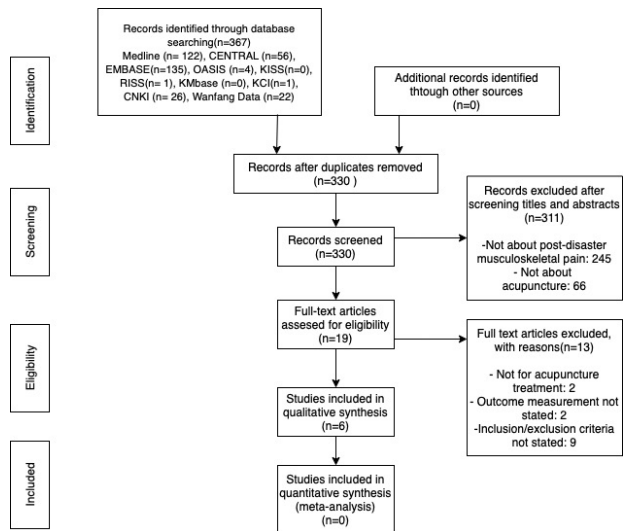 Identification
Records identified through database
searching(n=367)
Medline (n= 122), CENTRAL (n=56),
EMBASE(n=135), OASIS (n=4), KISS(n=0),
RISS(n= 1), KMbase (n=0), KCI(n=1),
CNKI (n= 26), Wanfang Data (n=22)
Additional records identified
thtough other sources
(n=0)
Records after duplicates removed
(n=330 )
Screening
Records screened
(n=330)
Records excluded after
screening titles and abstracts
(n=311)
-Not about post-disaster
musculoskeletal pain: 245
- Not about
acupuncture: 66
Eligibility
Full-text articles
assesed for eligibility
(n=19)
Full text articles excluded,
with reasons(n=13)
- Not for acupuncture
treatment: 2
- Outcome measurement not
stated: 2
-Inclusion/exclusion criteria
not stated: 9
Studies included in
qualitative synthesis
(n=6)
Included
Studies included in
quantitative synthesis
(meta-analysis)
(n=0)